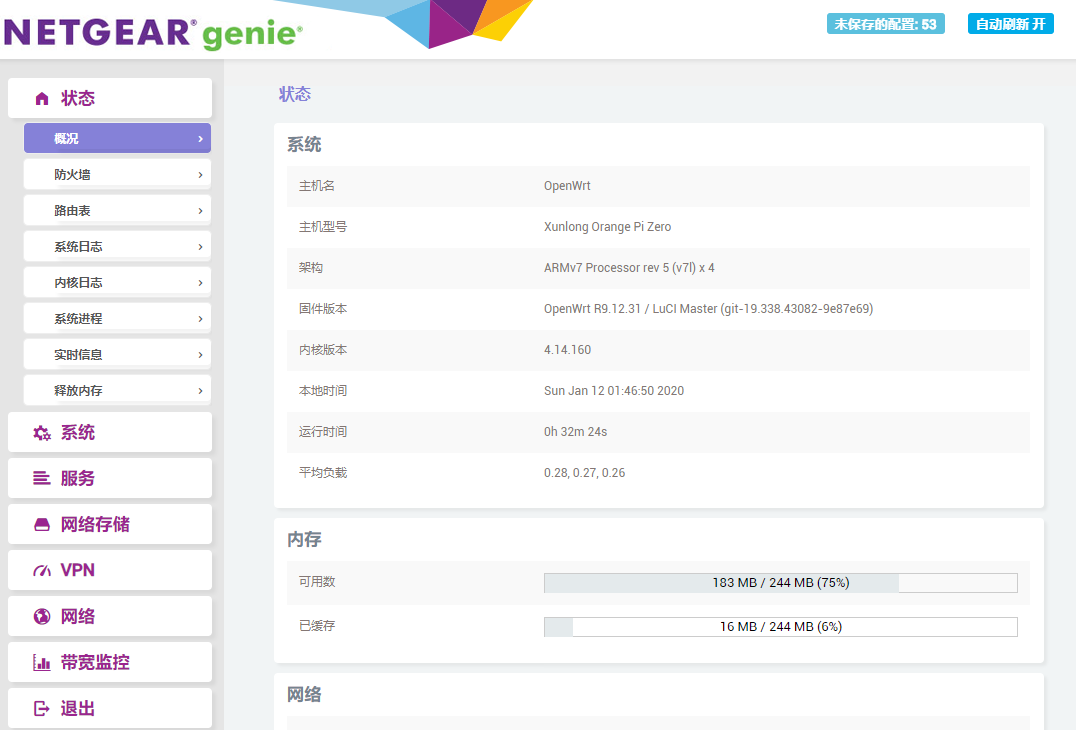 NETGEAR® genie®
未保存的配置: 53
自动刷新 开
状态
概况
防火墙
路由表
系统日志
内核日志
系统进程
实时信息
释放内存
系统
服务
网络存储
VPN
网络
带宽监控
退出
状态
系统
主机名 OpenWrt
主机型号 Xunlong Orange Pi Zero
架构 ARMv7 Processor rev 5 (v7l) x 4
固件版本 OpenWrt R9.12.31 / LuCI Master (git-19.338.43082-9e87e69)
内核版本 4.14.160
本地时间 Sun Jan 12 01:46:50 2020
运行时间 0h 32m 24s
平均负载 0.28, 0.27, 0.26
内存
可用数 183 MB / 244 MB (75%)
已缓存 16 MB / 244 MB (6%)
网络